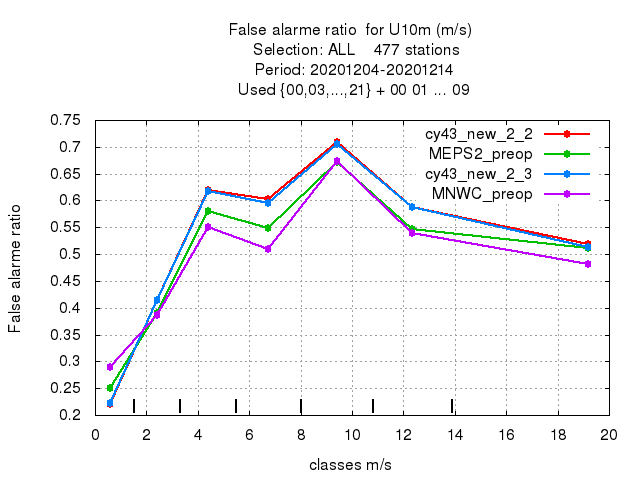 False alarme ratio  for U10m (m/s)
Selection: ALL    477 stations
Period: 20201204-20201214
Used {00,03,...,21} + 00 01 ... 09
0.75
0.7
0.65
0.6
0.55
0.5
0.45
0.4
0.35
0.3
0.25
0.2
False alarme ratio
cy43_new_2_2
MEPS2_preop
cy43_new_2_3
MNWC_preop
0 2 4 6 8 10 12 14 16 18 20
classes m/s